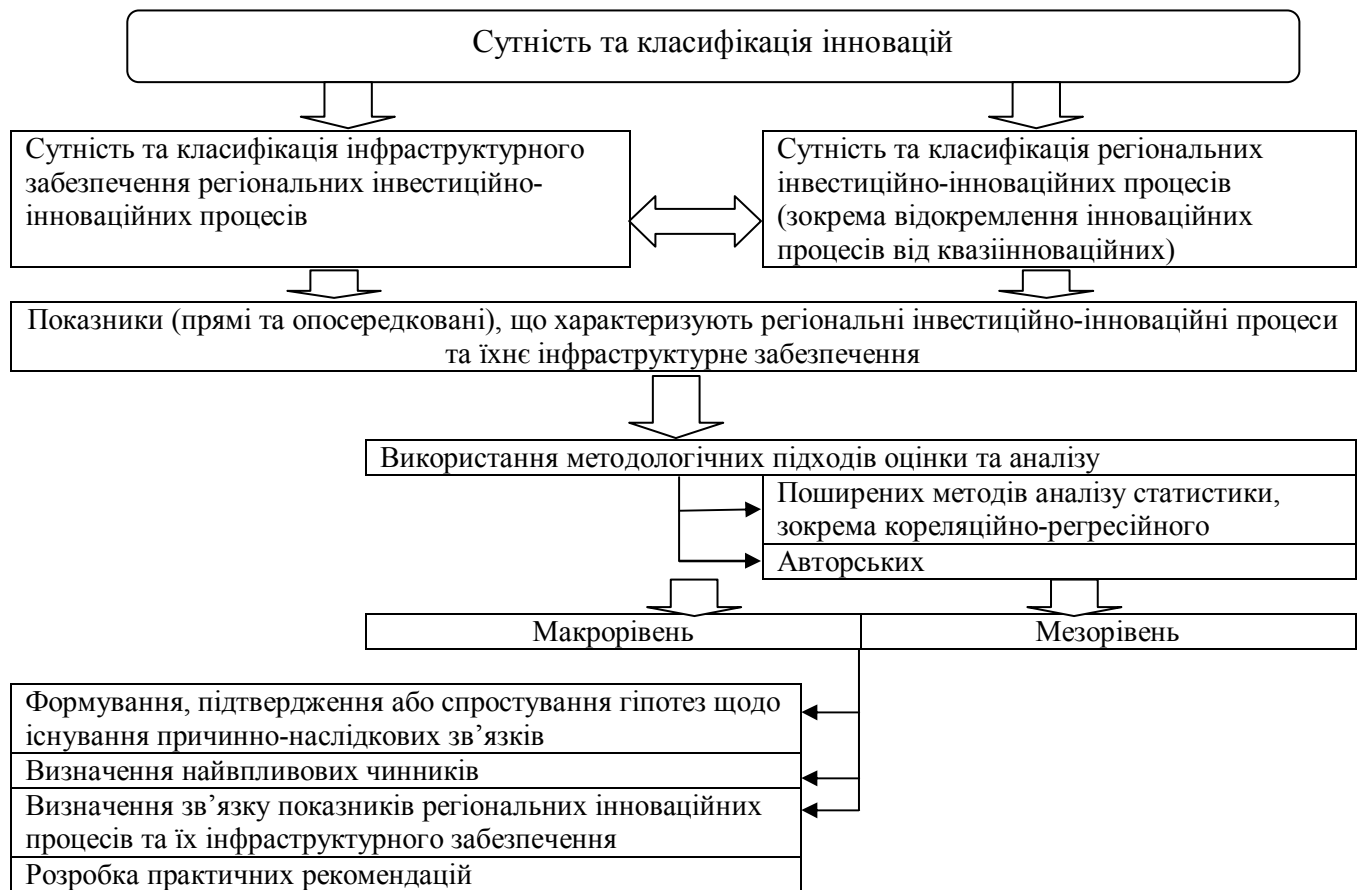 Сутність та класифікація інновацій
Сутність та класифікація інфраструктурного
забезпечення регіональних інвестиційно-
інноваційних процесів
Сутність та класифікація регіональних
інвестиційно-інноваційних процесів
(зокрема відокремлення інноваційних
процесів від квазіінноваційних)
Показники (прямі та опосередковані), що характеризують регіональні інвестиційно-інноваційні процеси
та їхнє інфраструктурне забезпечення
Використання методологічних підходів оцінки та аналізу
Поширених методів аналізу статистики,
зокрема кореляційно-регресійного
Авторських
Макрорівень
Мезорівень
Формування, підтвердження або спростування гіпотез щодо
існування причинно-наслідкових зв’язків
Визначення найвпливових чинників
Визначення зв’язку показників регіональних інноваційних
процесів та їх інфраструктурного забезпечення
Розробка практичних рекомендацій